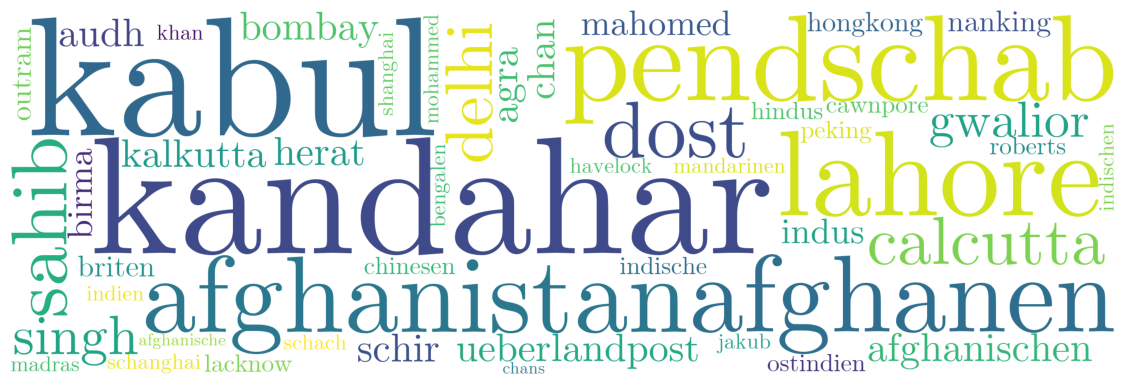 kabul
pendschab
kandahar
lahore
afghanistan
afghanen
audh
khan
bombay
outram
shanghai
mohammed
delhi
agra
chan
mahomed
hongkong
nanking
dost
hindus
cawnpore
gwalior
peking
roberts
kalkutta
herat
birma
sahib
bengalen
havelock
mandarinen
indischen
indus
calcutta
briten
chinesen
indische
indien
singh
afghanische
schach
schir
ueberlandpost
jakub
afghanischen
madras
schanghai
lacknow
chans
ostindien